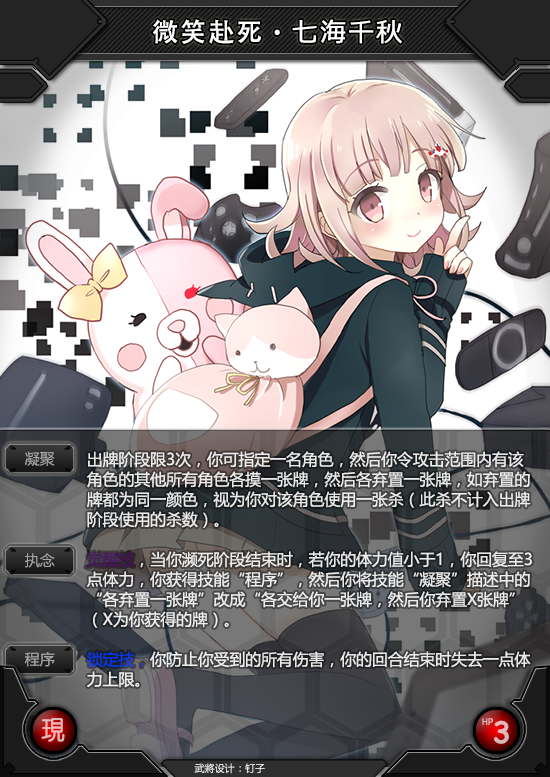 微笑赴死·七海千秋
凝聚
出牌阶段限3次，你可指定一名角色，然后你令攻击范围内有该
角色的其他所有角色各摸一张牌，然后各弃置一张牌，如弃置的
牌都为同一颜色，视为你对该角色使用一张杀（此杀不计入出牌
阶段使用的杀数）。
执念
，当你濒死阶段结束时，若你的体力值小于1，你回复至3
点体力，你获得技能“程序”，然后你将技能“凝聚”描述中的
“各弃置一张牌”改成“各交给你一张牌，然后你弃置X张牌”
（X为你获得的牌）。
程序
锁定技，你防止你受到的所有伤害，你的回合结束时失去一点体
力上限。
現
HP3
武將设计：钉子